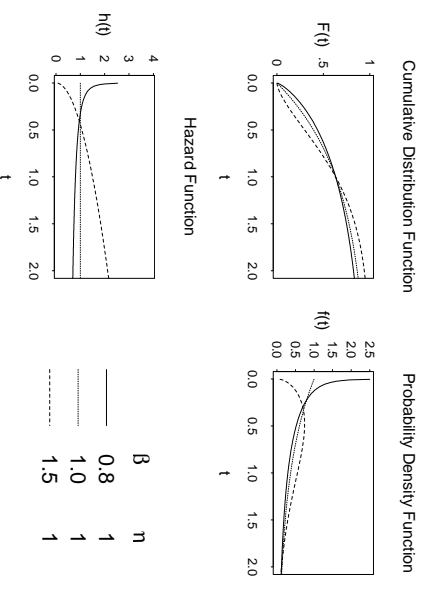 Cumulative Distribution Function
F(t)
1
.5
0
0.0 0.5 1.0 1.5 2.0
t
Probability Density Function
f(t)
2.5
2.0
1.5
1.0
0.5
0.0
0.0 0.5 1.0 1.5 2.0
t
Hazard Function
h(t)
4
3
2
1
0
0.0 0.5 1.0 1.5 2.0
t
β η
0.8 1
1.0 1
1.5 1